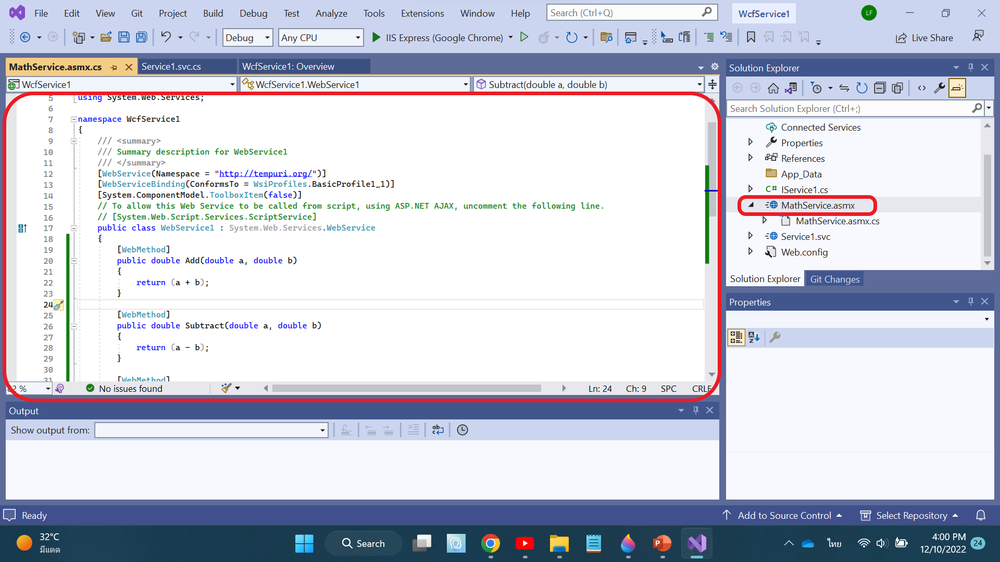 File Edit View Git Project Build Debug Test Analyze Tools Extensions Window Help Search (Ctrl+Q) WcfService1 LF
Debug Any CPU IIS Express (Google Chrome) Live Share
MathService.asmx.cs Service1.svc.cs WcfService1: Overview
WcfService1 WcfService1.WebService1 Subtract(double a, double b)
5 using System.Web.Services;
6
7 namespace WcfService1
8 {
9 /// <summary>
10 /// Summary description for WebService1
11 /// </summary>
12 [WebService(Namespace = "http://tempuri.org/")]
13 [WebServiceBinding(ConformsTo = WsiProfiles.BasicProfile1_1)]
14 [System.ComponentModel.ToolboxItem(false)]
15 // To allow this Web Service to be called from script, using ASP.NET AJAX, uncomment the following line.
16 // [System.Web.Script.Services.ScriptService]
17 public class WebService1 : System.Web.Services.WebService
18 {
19 [WebMethod]
20 public double Add(double a, double b)
21 {
22 return (a + b);
23 }
24
25 [WebMethod]
26 public double Subtract(double a, double b)
27 {
28 return (a - b);
29 }
30
31 [WebMethod]
82 % No issues found Ln: 24 Ch: 9 SPC CRLF
Output
Show output from:
Solution Explorer
Search Solution Explorer (Ctrl+;)
Connected Services
Properties
References
App_Data
C# IService1.cs
MathService.asmx
MathService.asmx.cs
Service1.svc
Web.config
Solution Explorer Git Changes
Properties
Ready Add to Source Control Select Repository
32°C
มีแดด
Search
ไทย
4:00 PM
12/10/2022
24